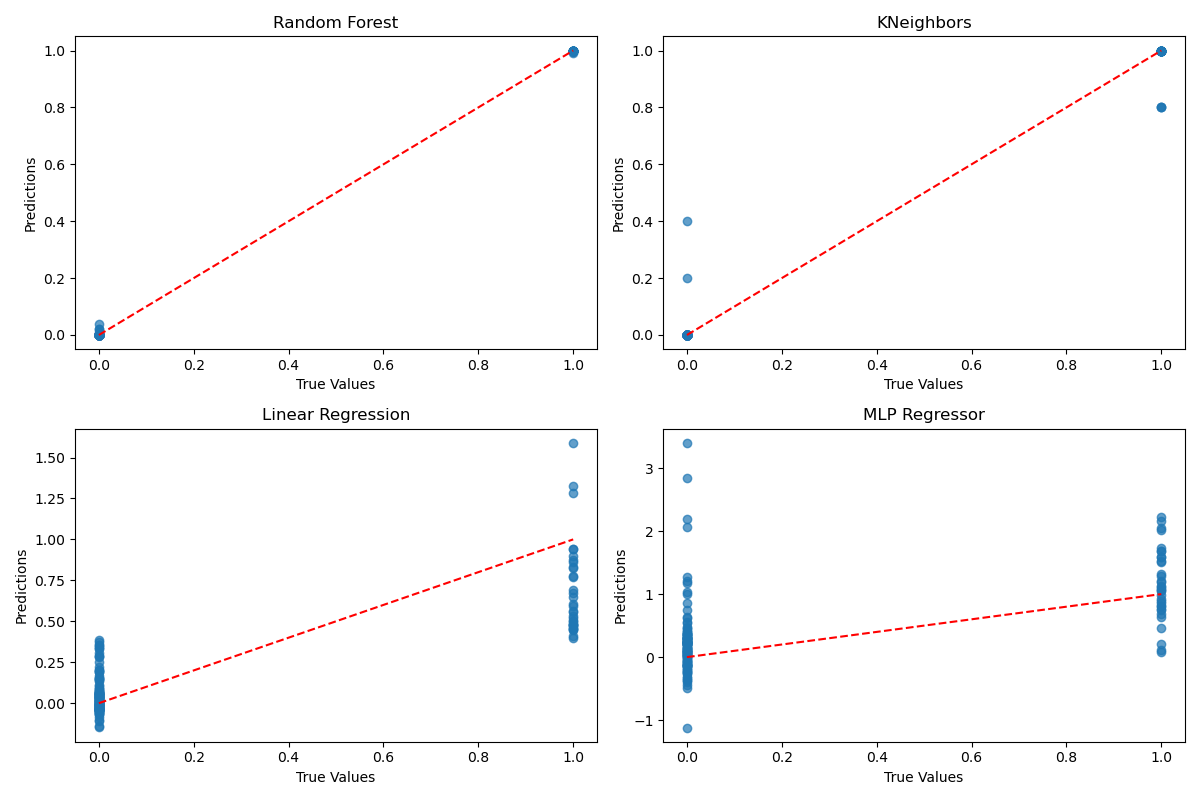 Random Forest
1.0
0.8
0.6
0.4
0.2
0.0
Predictions
0.0 0.2 0.4 0.6 0.8 1.0
True Values
KNeighbors
1.0
0.8
0.6
0.4
0.2
0.0
Predictions
0.0 0.2 0.4 0.6 0.8 1.0
True Values
Linear Regression
1.50
1.25
1.00
0.75
0.50
0.25
0.00
Predictions
0.0 0.2 0.4 0.6 0.8 1.0
True Values
MLP Regressor
3
2
1
0
−1
Predictions
0.0 0.2 0.4 0.6 0.8 1.0
True Values